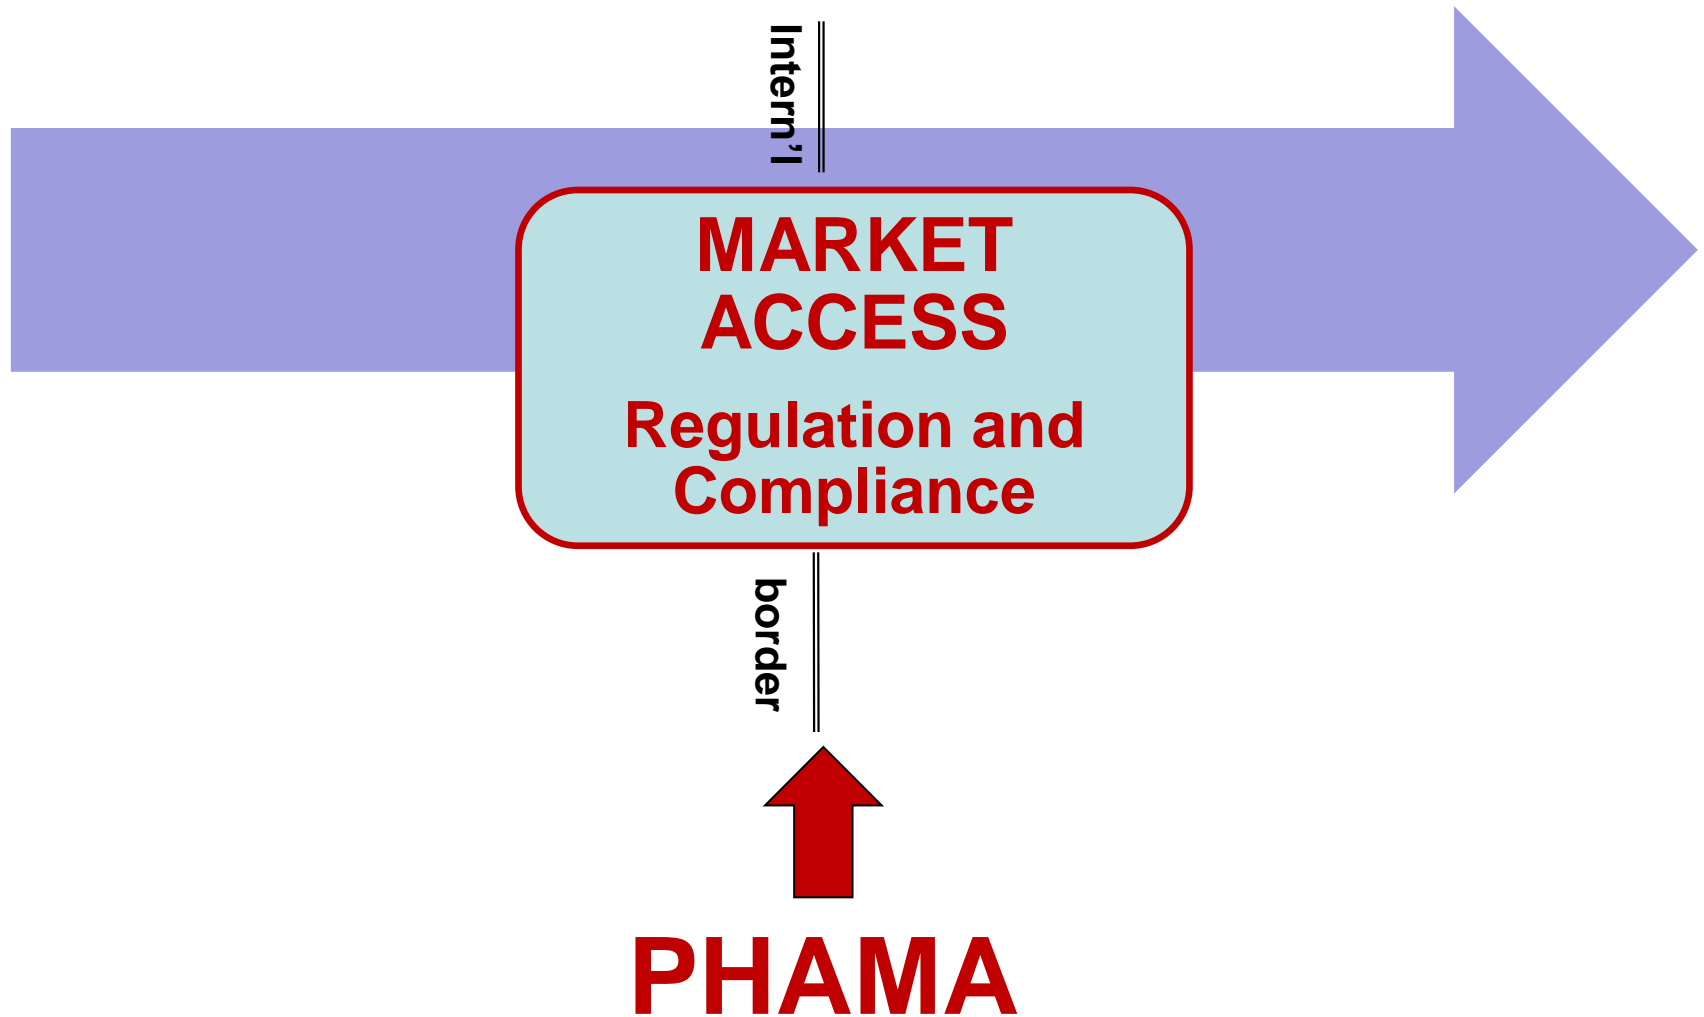 Intern’l
MARKET
ACCESS
Regulation and
Compliance
border
PHAMA